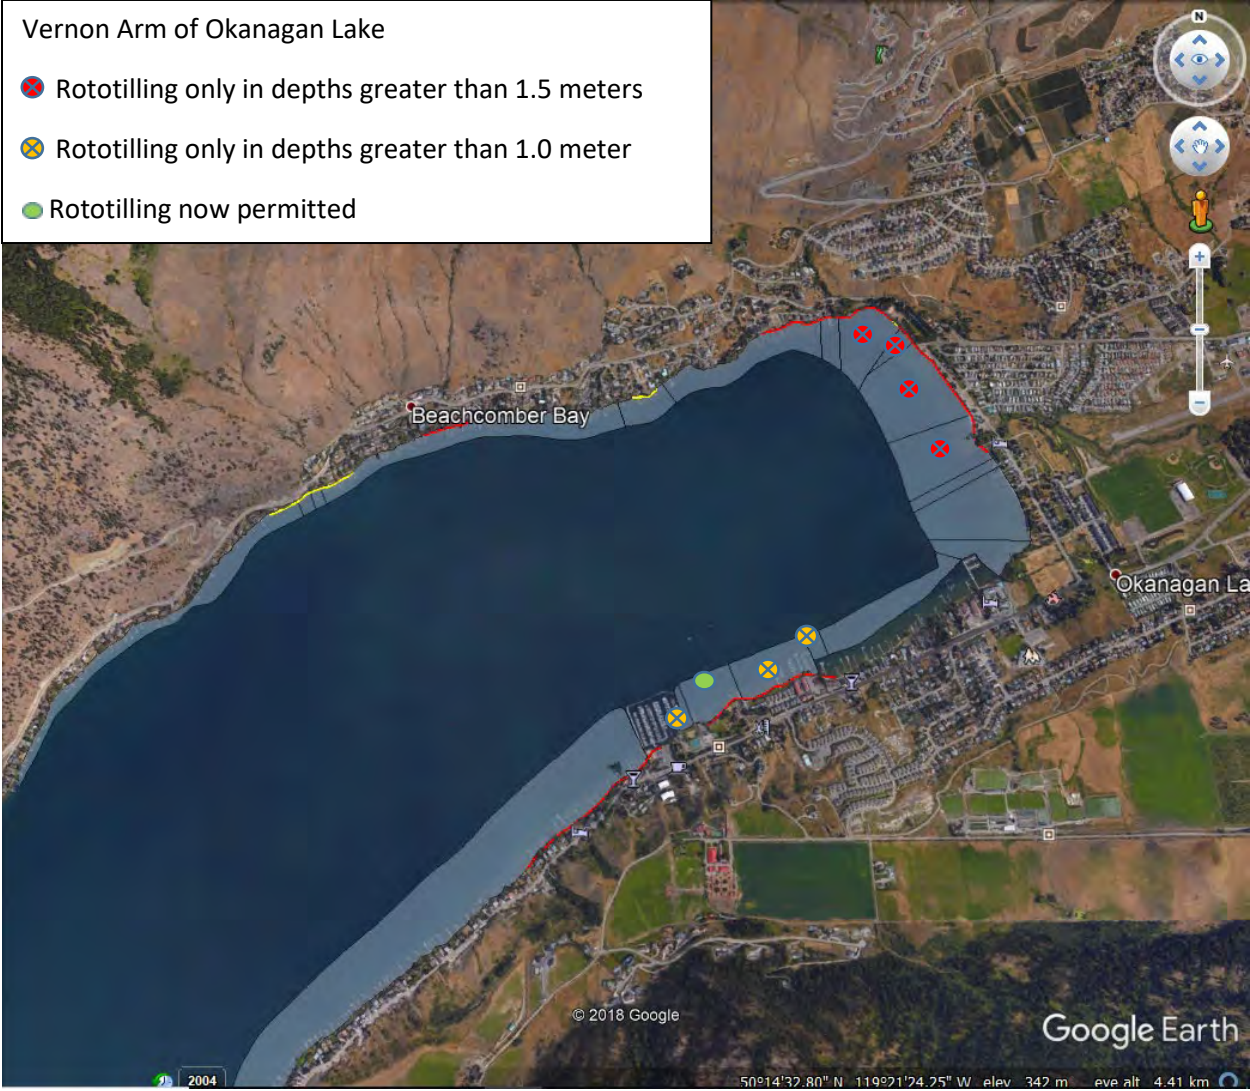 Vernon Arm of Okanagan Lake
Rototilling only in depths greater than 1.5 meters
Rototilling only in depths greater than 1.0 meter
Rototilling now permitted
N
Beachcomber Bay
Okanagan La
© 2018 Google
Google Earth
2004
50°14'32.80" N 119°21'24.25" W elev 342 m eye alt 4.41 km